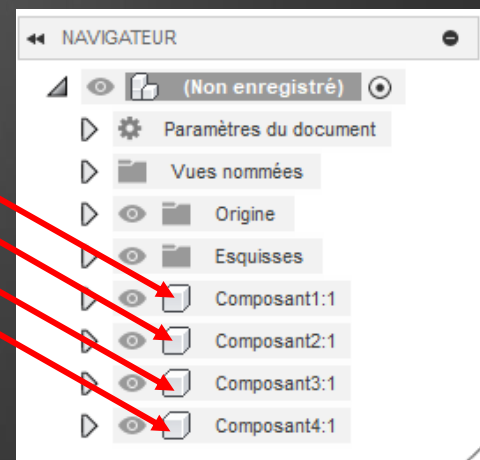 NAVIGATEUR
(Non enregistré)
Paramètres du document
Vues nommées
Origine
Esquisses
Composant1:1
Composant2:1
Composant3:1
Composant4:1